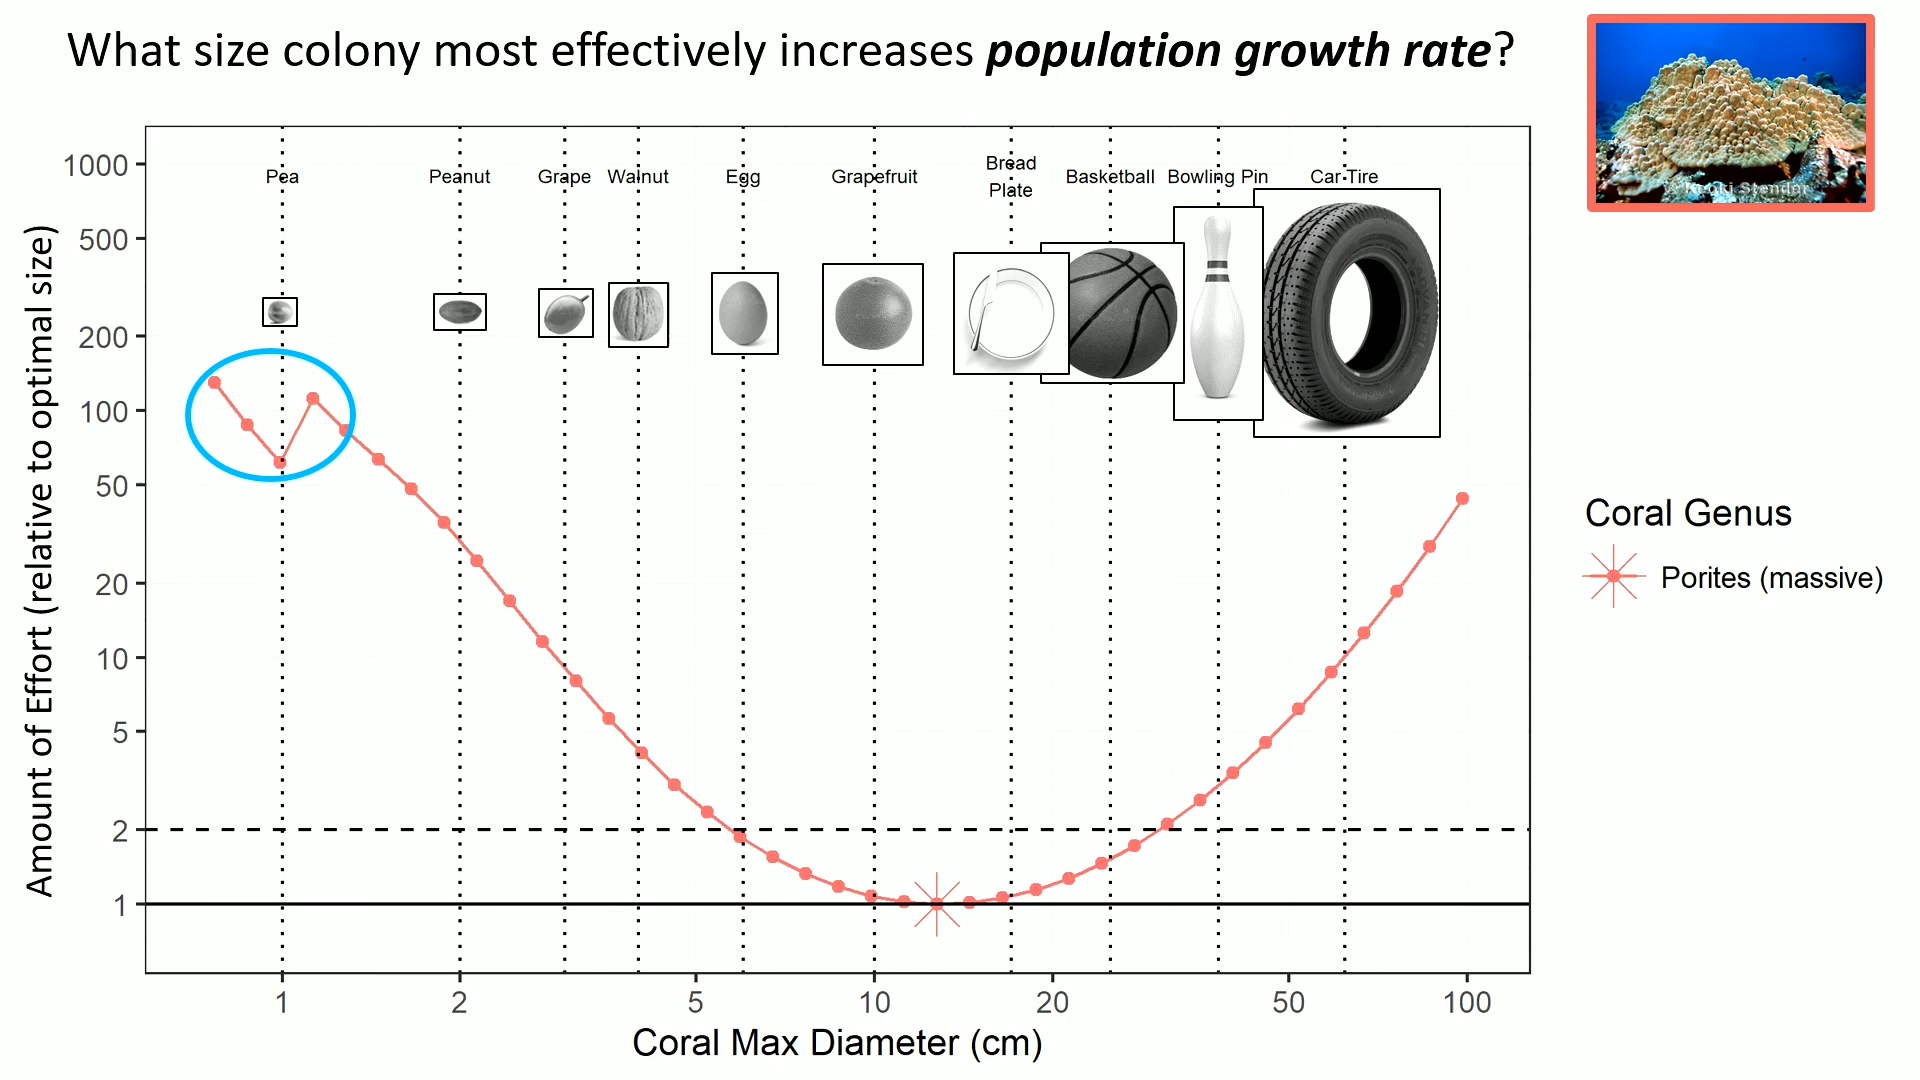 What size colony most effectively increases population growth rate?
© Keoki Stender
1000
500
200
100
50
20
10
5
2
1
Amount of Effort (relative to optimal size)
Pea
Peanut
Grape
Walnut
Egg
Grapefruit
Bread
Plate
Basketball
Bowling Pin
Car Tire
1
2
5
10
20
50
100
Coral Max Diameter (cm)
Coral Genus
Porites (massive)